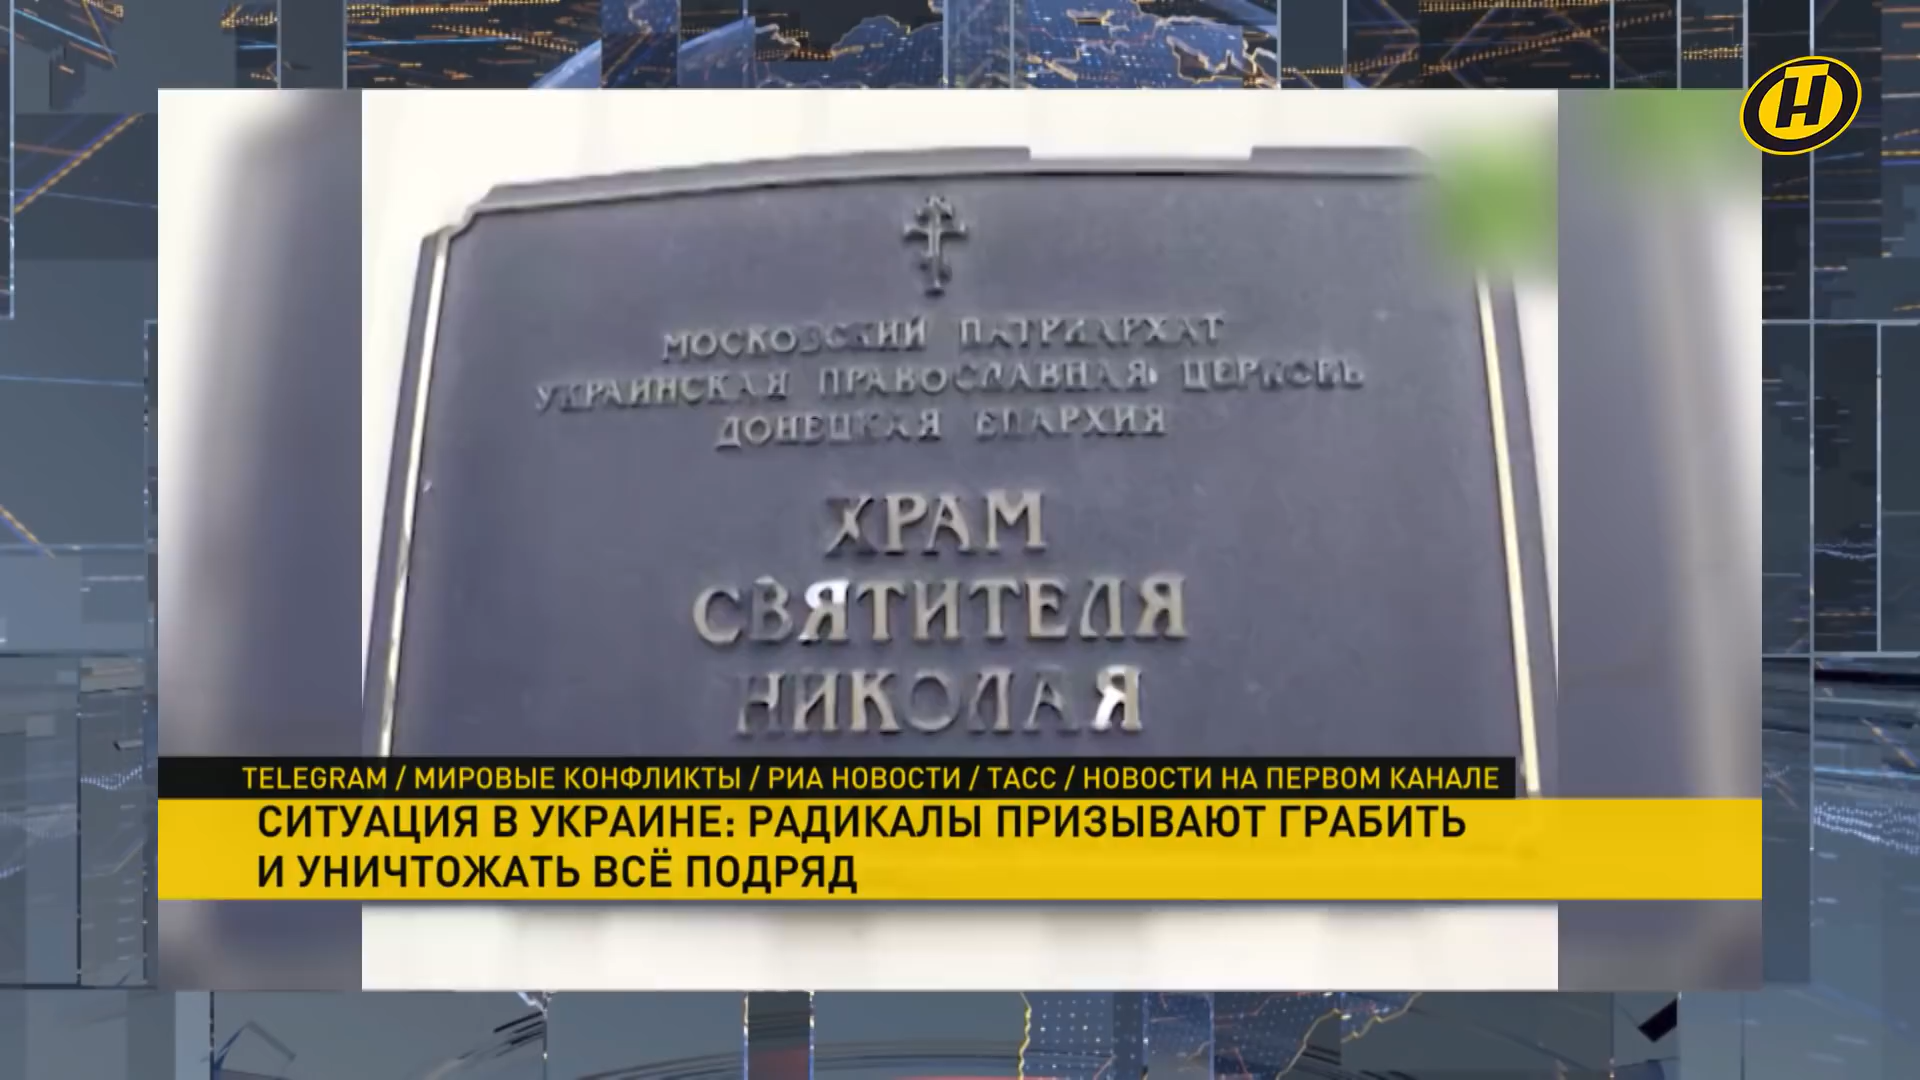 Н
МОСКОВСКИЙ ПАТРИАРХАТ
УКРАИНСКАЯ ПРАВОСЛАВНАЯ ЦЕРКОВЬ
ДОНЕЦКАЯ ЕПАРХИЯ
ХРАМ
СВЯТИТЕЛЯ
НИКОЛАЯ
TELEGRAM / МИРОВЫЕ КОНФЛИКТЫ / РИА НОВОСТИ / ТАСС / НОВОСТИ НА ПЕРВОМ КАНАЛЕ
СИТУАЦИЯ В УКРАИНЕ: РАДИКАЛЫ ПРИЗЫВАЮТ ГРАБИТЬ
И УНИЧТОЖАТЬ ВСЁ ПОДРЯД